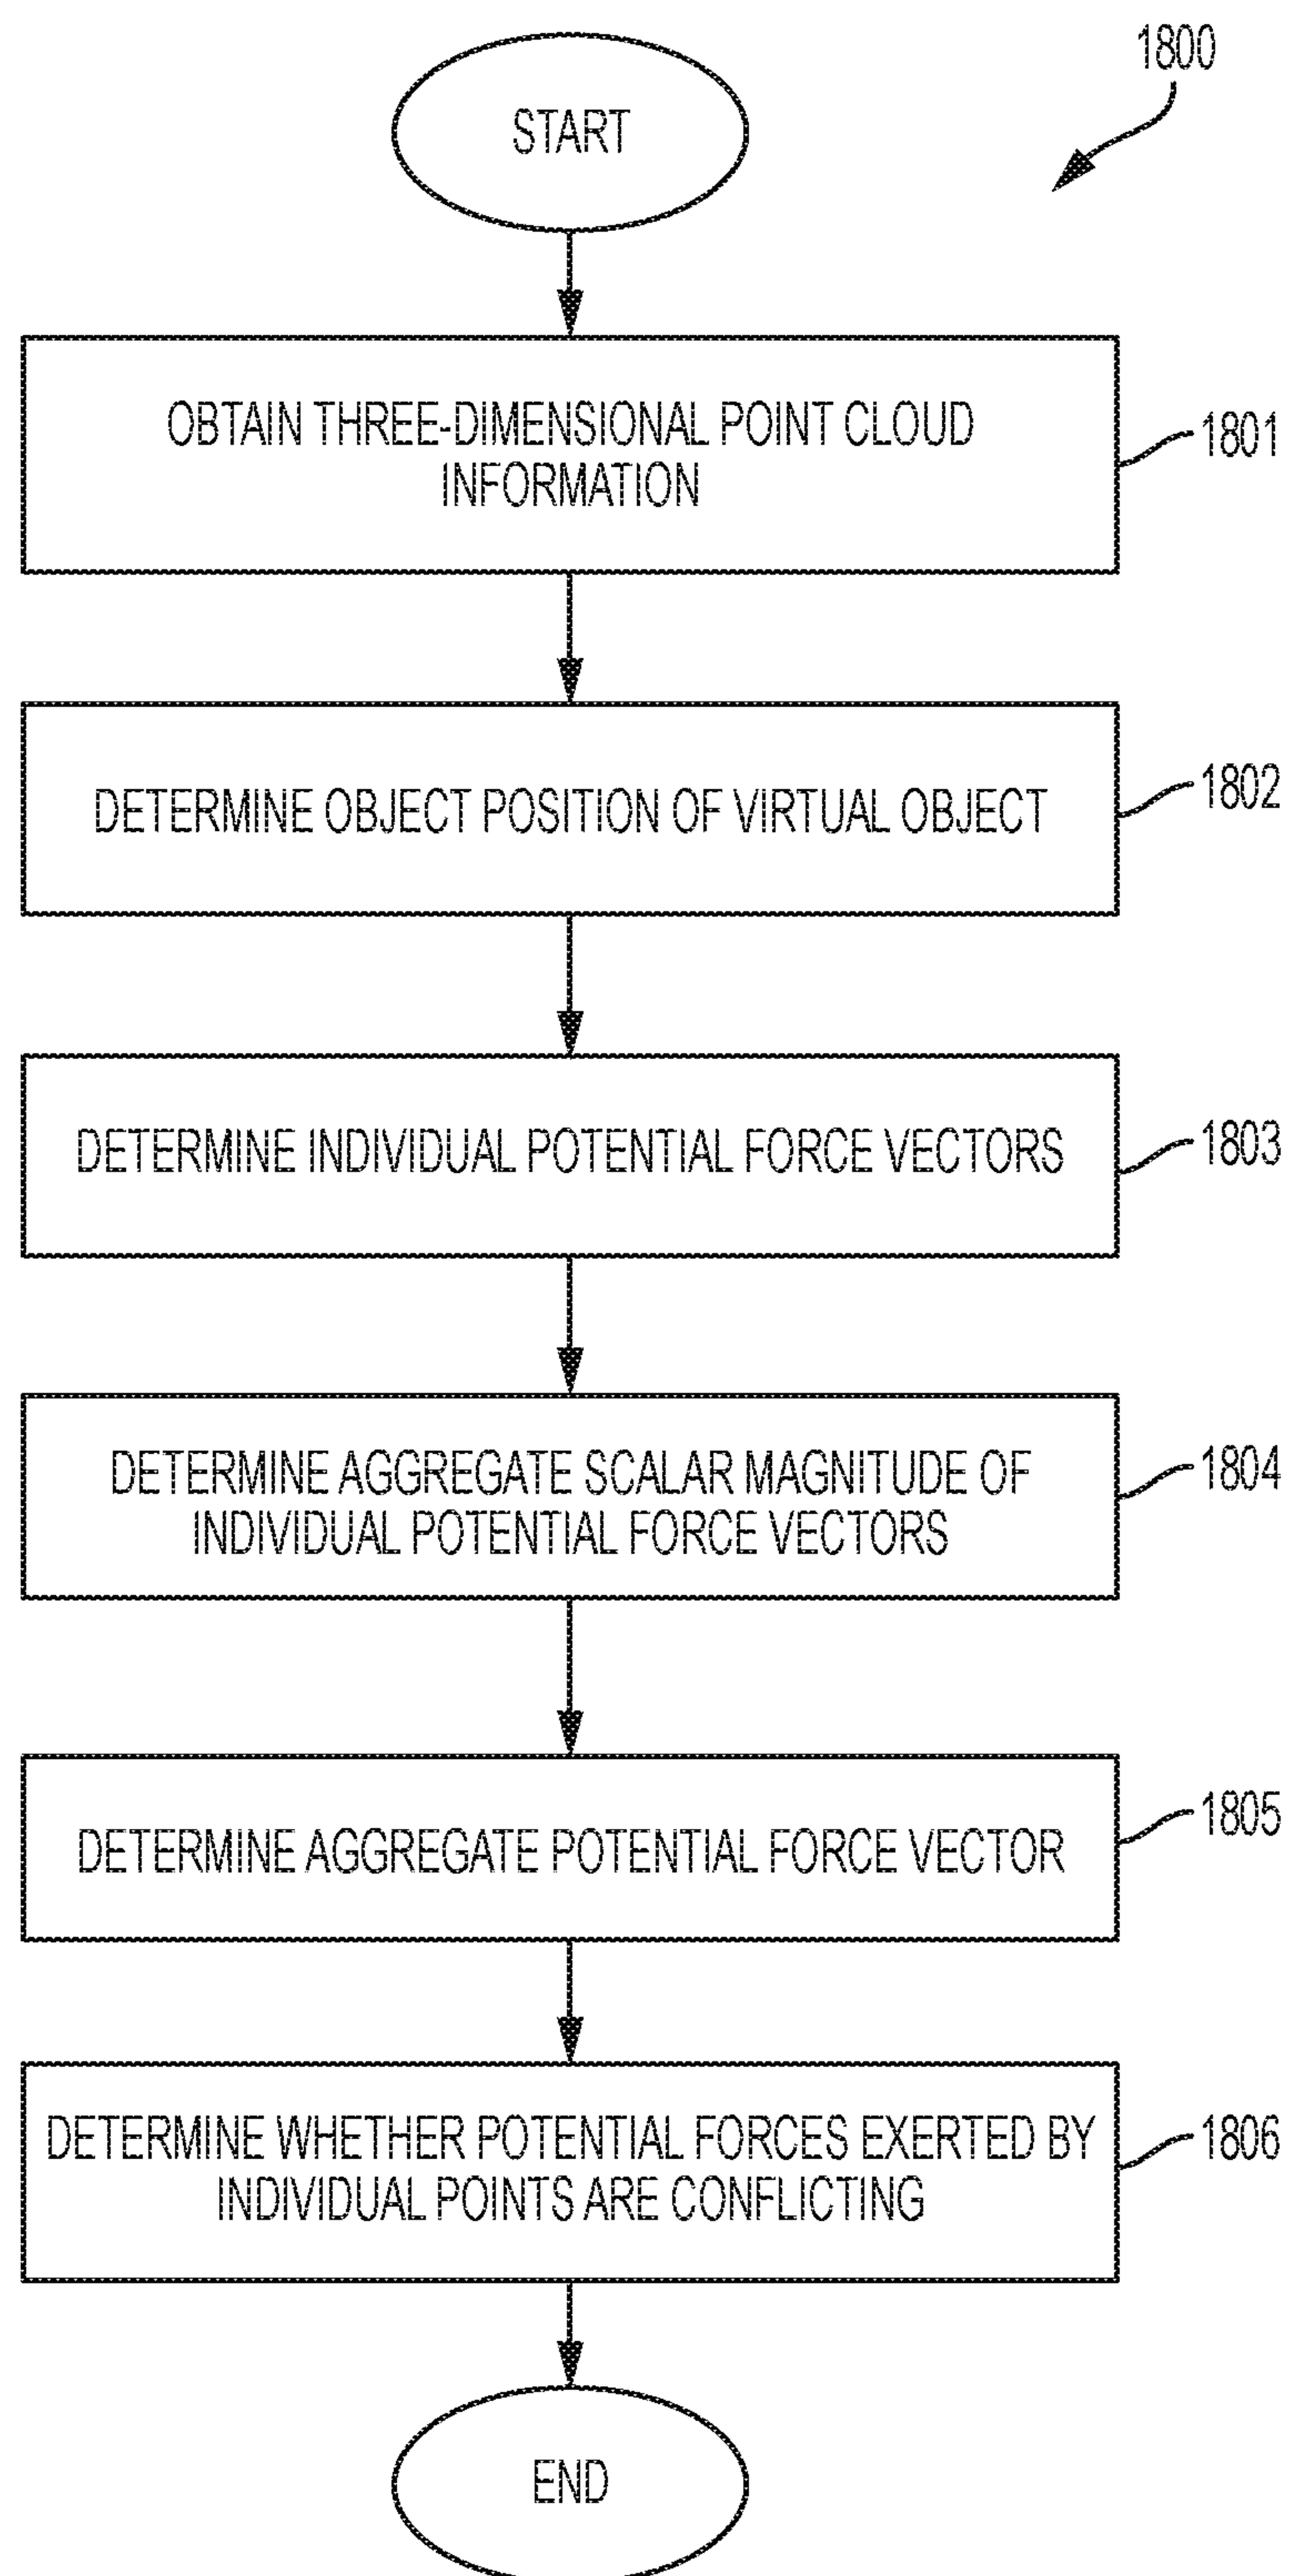 1800
START
OBTAIN THREE-DIMENSIONAL POINT CLOUD
INFORMATION
1801
DETERMINE OBJECT POSITION OF VIRTUAL OBJECT
1802
DETERMINE INDIVIDUAL POTENTIAL FORCE VECTORS
1803
DETERMINE AGGREGATE SCALAR MAGNITUDE OF
INDIVIDUAL POTENTIAL FORCE VECTORS
1804
DETERMINE AGGREGATE POTENTIAL FORCE VECTOR
1805
DETERMINE WHETHER POTENTIAL FORCES EXERTED BY
INDIVIDUAL POINTS ARE CONFLICTING
1806
END